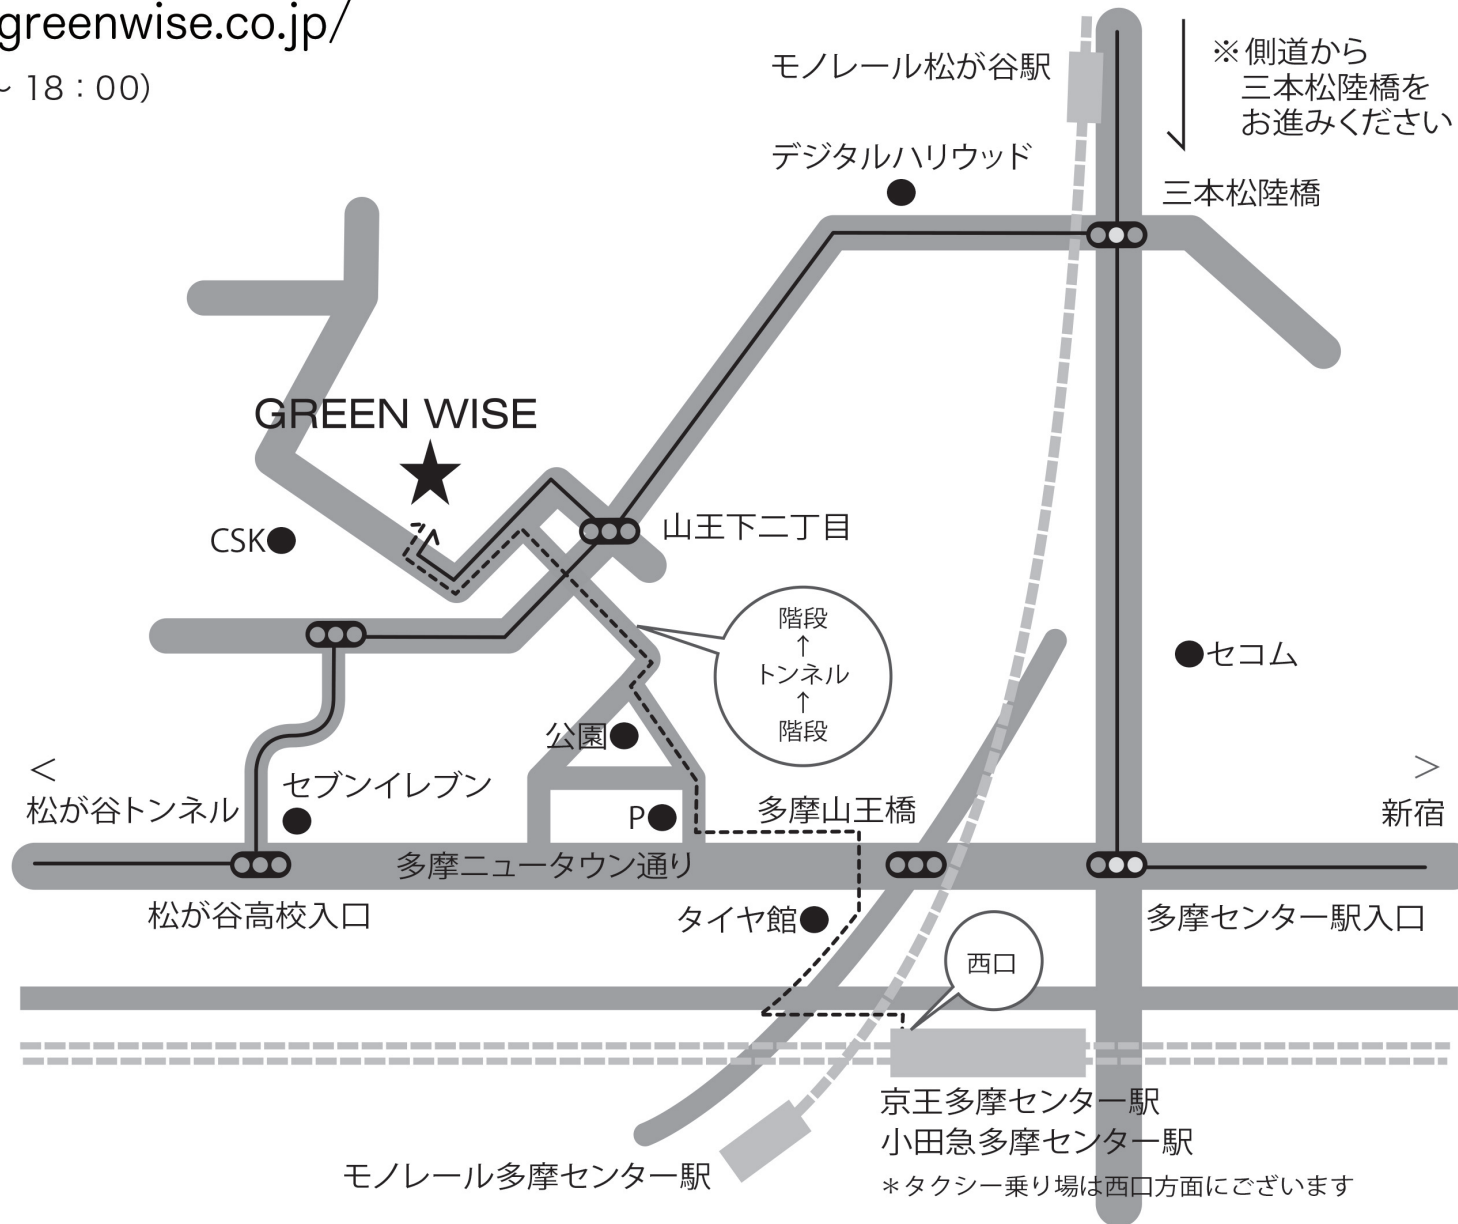 greenwise.co.jp/
～ 18：00）
モノレール松が谷駅
※側道から
三本松陸橋を
お進みください
デジタルハリウッド
三本松陸橋
GREEN WISE
CSK
山王下二丁目
階段
↑
トンネル
↑
階段
セコム
公園
＜
松が谷トンネル
セブンイレブン
P
多摩山王橋
＞
新宿
多摩ニュータウン通り
松が谷高校入口
タイヤ館
多摩センター駅入口
西口
京王多摩センター駅
小田急多摩センター駅
モノレール多摩センター駅
＊タクシー乗り場は西口方面にございます